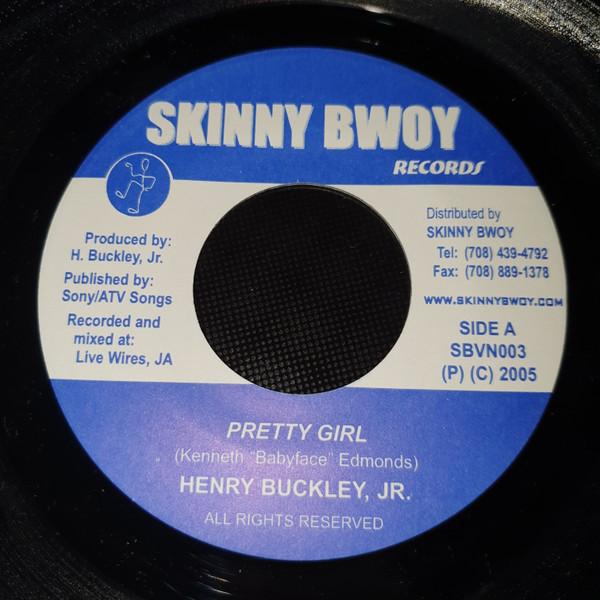 SKINNY BWOY
RECORDS
Produced by:
H. Buckley, Jr.
Published by:
Sony/ATV Songs
Recorded and
mixed at:
Live Wires, JA
Distributed by
SKINNY BWOY
Tel: (708) 439-4792
Fax: (708) 889-1378
WWW.SKINNYBWOY.COM
SIDE A
SBVN003
(P) (C) 2005
PRETTY GIRL
(Kenneth "Babyface" Edmonds)
HENRY BUCKLEY, JR.
ALL RIGHTS RESERVED